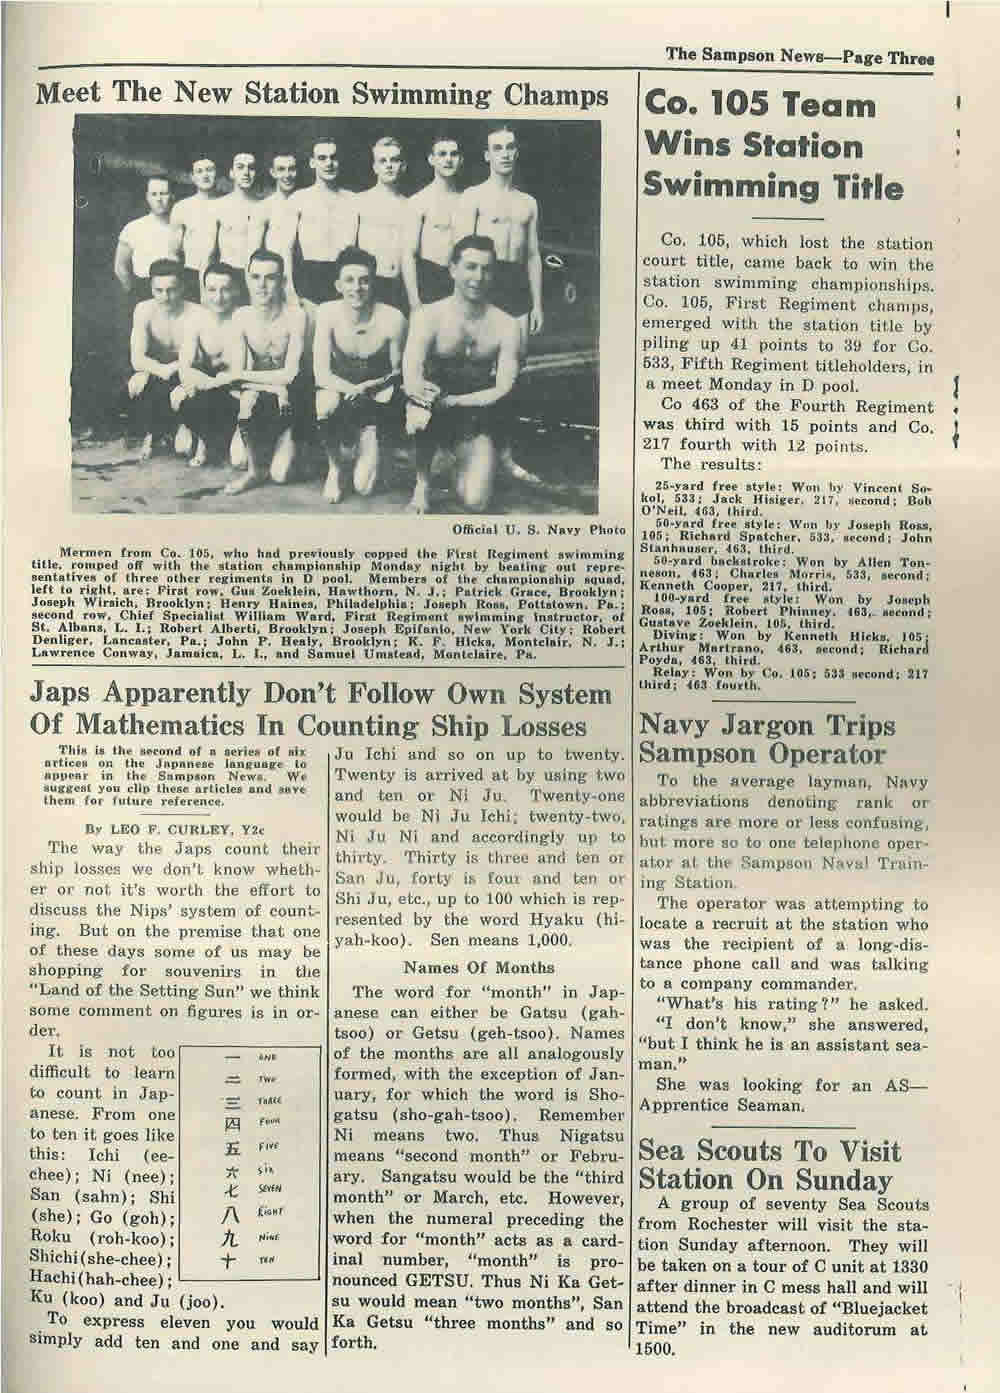 The Sampson News—Page Three
Meet The New Station Swimming Champs
Official U. S. Navy Photo
Mermen from Co. 105, who had previously copped the First Regiment swimming
title, romped off with the station championship Monday night by beating out repre-
sentatives of three other regiments in D pool. Members of the championship squad,
left to right, are: First row, Gus Zoeklein, Hawthorn, N. J.; Patrick Grace, Brooklyn;
Joseph Wirsich, Brooklyn; Henry Haines, Philadelphia; Joseph Ross, Pottstown, Pa.;
second row, Chief Specialist William Ward, First Regiment swimming instructor, of
St. Albans, L. I.; Robert Alberti, Brooklyn; Joseph Epifanio, New York City; Robert
Denliger, Lancaster, Pa.; John P. Healy, Brooklyn; K. F. Hicks, Montclair, N. J.;
Lawrence Conway, Jamaica, L. I., and Samuel Umstead, Montclaire, Pa.
Japs Apparently Don't Follow Own System
Of Mathematics In Counting Ship Losses
This is the second of a series of six
artices on the Japanese language to
appear in the Sampson News. We
suggest you clip these articles and save
them for future reference.
By LEO F. CURLEY, Y2c
The way the Japs count their
ship losses we don't know wheth-
er or not it's worth the effort to
discuss the Nips' system of count-
ing. But on the premise that one
of these days some of us may be
shopping for souvenirs in the
"Land of the Setting Sun" we think
some comment on figures is in or-
der.
It is not too
difficult to learn
to count in Jap-
anese. From one
to ten it goes like
this: Ichi (ee-
chee); Ni (nee);
San (sahn); Shi
(she); Go (goh);
Roku (roh-koo);
Shichi(she-chee);
Hachi(hah-chee);
Ku (koo) and Ju (joo).
To express eleven you would
simply add ten and one and say
一 ONE
二 TWO
三 THREE
四 FOUR
五 FIVE
六 SIX
七 SEVEN
八 EIGHT
九 NINE
十 TEN
Ju Ichi and so on up to twenty.
Twenty is arrived at by using two
and ten or Ni Ju. Twenty-one
would be Ni Ju Ichi; twenty-two,
Ni Ju Ni and accordingly up to
thirty. Thirty is three and ten or
San Ju, forty is four and ten or
Shi Ju, etc., up to 100 which is rep-
resented by the word Hyaku (hi-
yah-koo). Sen means 1,000.
Names Of Months
The word for "month" in Jap-
anese can either be Gatsu (gah-
tsoo) or Getsu (geh-tsoo). Names
of the months are all analogously
formed, with the exception of Jan-
uary, for which the word is Sho-
gatsu (sho-gah-tsoo). Remember
Ni means two. Thus Nigatsu
means "second month" or Febru-
ary. Sangatsu would be the "third
month" or March, etc. However,
when the numeral preceding the
word for "month" acts as a card-
inal number, "month" is pro-
nounced GETSU. Thus Ni Ka Get-
su would mean "two months", San
Ka Getsu "three months" and so
forth.
Co. 105 Team
Wins Station
Swimming Title
Co. 105, which lost the station
court title, came back to win the
station swimming championships.
Co. 105, First Regiment champs,
emerged with the station title by
piling up 41 points to 39 for Co.
533, Fifth Regiment titleholders, in
a meet Monday in D pool.
Co 463 of the Fourth Regiment
was third with 15 points and Co.
217 fourth with 12 points.
The results:
25-yard free style: Won by Vincent So-
kol, 533; Jack Hisiger, 217, second; Bob
O'Neil, 463, third.
50-yard free style: Won by Joseph Ross,
105; Richard Spatcher, 533, second; John
Stanhauser, 463, third.
50-yard backstroke: Won by Allen Ton-
neson, 463; Charles Morris, 533, second;
Kenneth Cooper, 217, third.
100-yard free style: Won by Joseph
Ross, 105; Robert Phinney, 463, second;
Gustave Zoeklein, 105, third.
Diving: Won by Kenneth Hicks, 105;
Arthur Martrano, 463, second; Richard
Poyda, 463, third.
Relay: Won by Co. 105; 533 second; 217
third; 463 fourth.
Navy Jargon Trips
Sampson Operator
To the average layman, Navy
abbreviations denoting rank or
ratings are more or less confusing,
but more so to one telephone oper-
ator at the Sampson Naval Train-
ing Station.
The operator was attempting to
locate a recruit at the station who
was the recipient of a long-dis-
tance phone call and was talking
to a company commander.
"What's his rating?" he asked.
"I don't know," she answered,
"but I think he is an assistant sea-
man."
She was looking for an AS—
Apprentice Seaman.
Sea Scouts To Visit
Station On Sunday
A group of seventy Sea Scouts
from Rochester will visit the sta-
tion Sunday afternoon. They will
be taken on a tour of C unit at 1330
after dinner in C mess hall and will
attend the broadcast of "Bluejacket
Time" in the new auditorium at
1500.